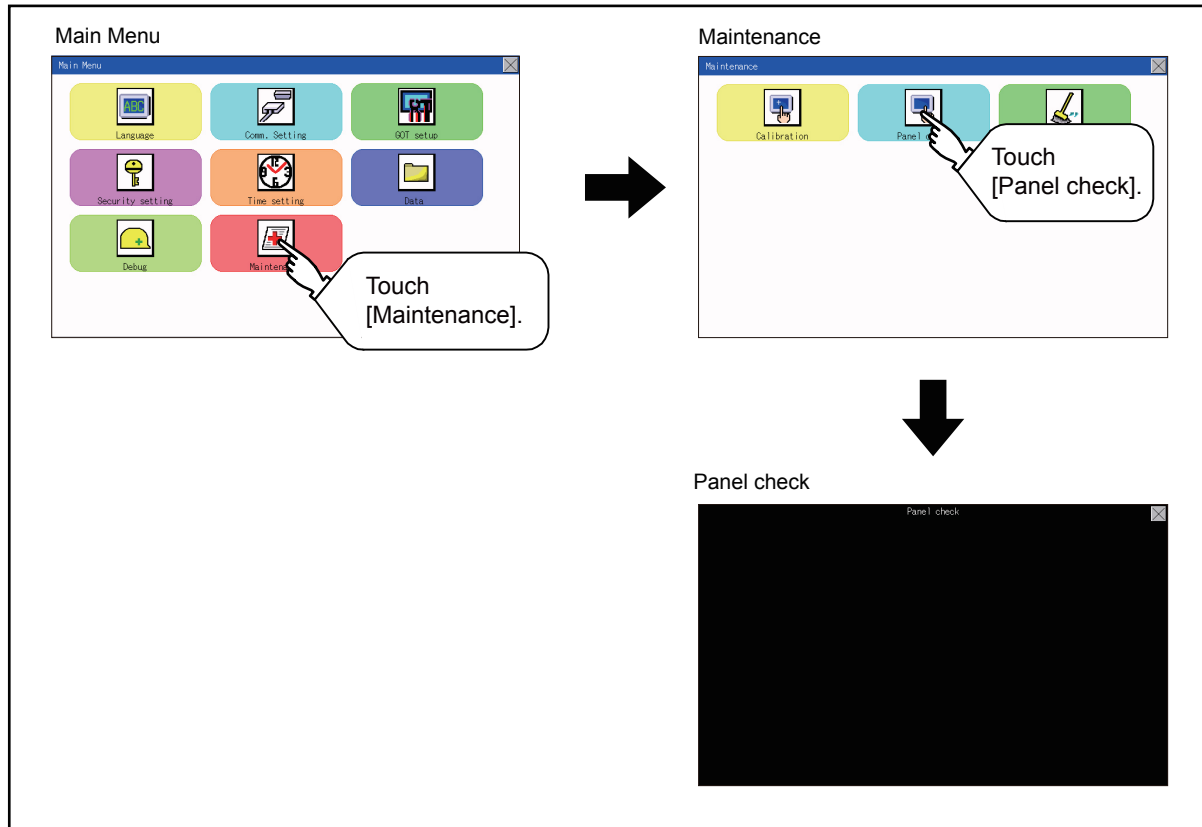 Main Menu
Main Menu
ABC
Language
Comm. Setting
GOT setup
Security setting
Time setting
Data
Debug
Touch
[Maintenance].
Maintenance
Maintenance
Calibration
Touch
[Panel check].
Panel check
Panel check